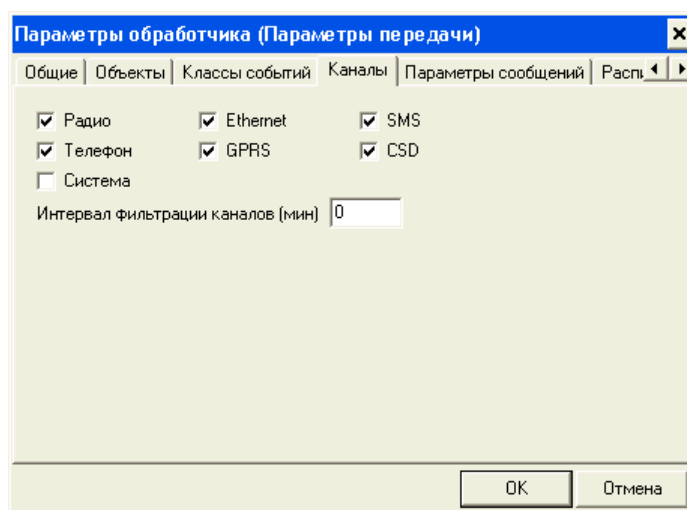 Параметры обработчика (Параметры передачи)
Общие Объекты Классы событий Каналы Параметры сообщений
Радио Ethernet SMS
Телефон GPRS CSD
Система
Интервал фильтрации каналов (мин) 0
OK Отмена